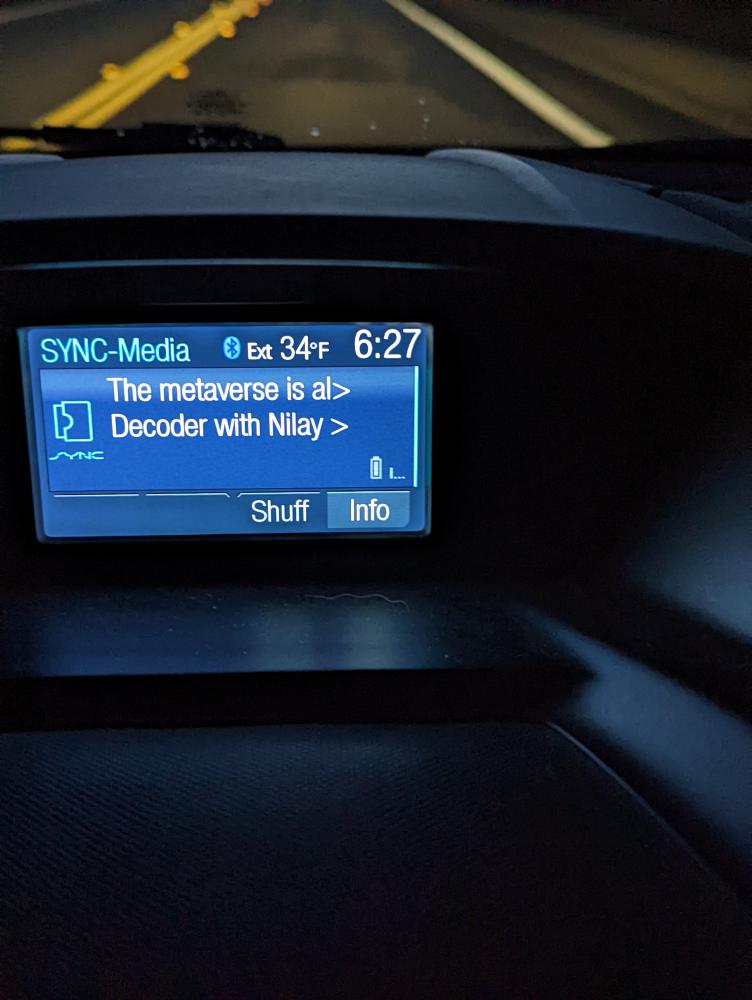 SYNC-Media Ext 34°F 6:27
The metaverse is al>
Decoder with Nilay >
SYNC
Shuff Info